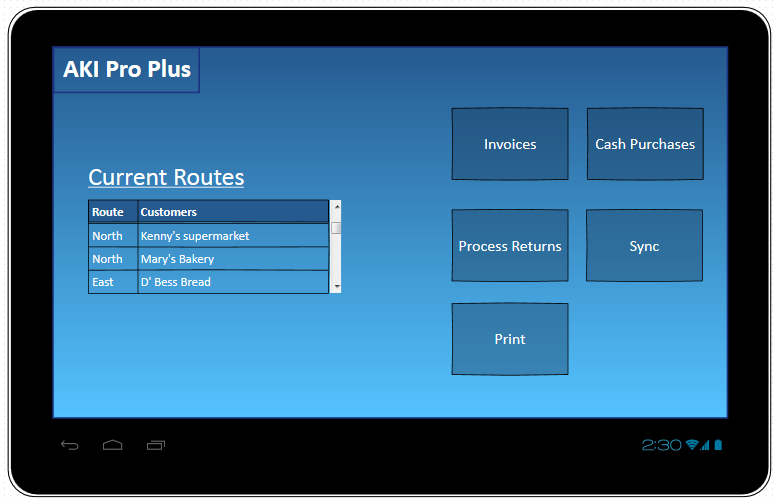 AKI Pro Plus
Invoices
Cash Purchases
Current Routes
Route Customers
North Kenny's supermarket
North Mary's Bakery
East D' Bess Bread
Process Returns
Sync
Print
2:30